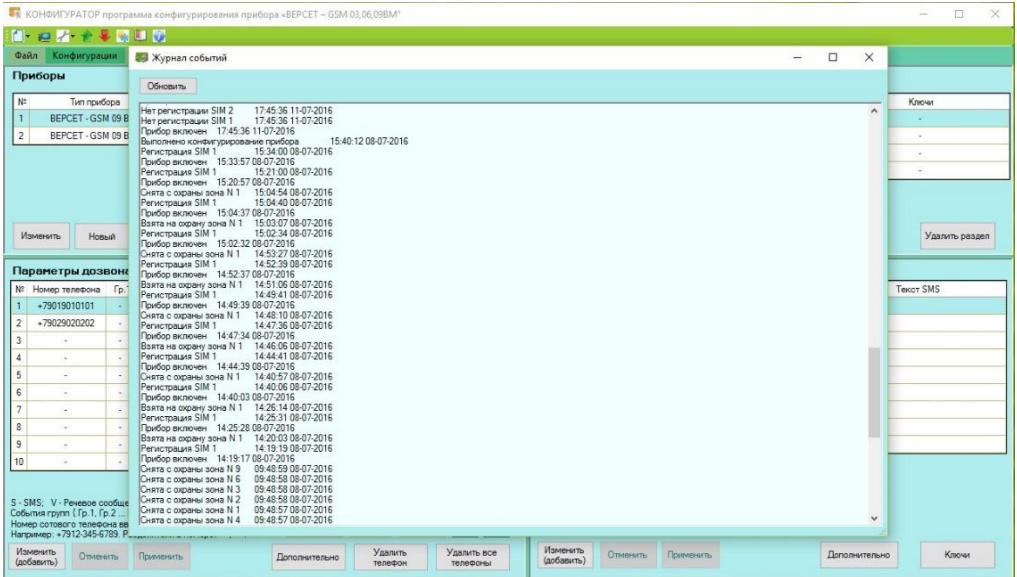 КОНФИГУРАТОР программа конфигурирования прибора «ВЕРСЕТ – GSM 03,06,09ВМ"
Файл Конфигурации
Журнал событий
Обновить
Нет регистрации SIM 2 17:45:36 11-07-2016
Нет регистрации SIM 1 17:45:36 11-07-2016
Прибор включен 17:45:36 11-07-2016
Выполнено конфигурирование прибора 15:40:12 08-07-2016
Регистрация SIM 1 15:34:00 08-07-2016
Прибор включен 15:33:57 08-07-2016
Регистрация SIM 1 15:21:00 08-07-2016
Прибор включен 15:20:57 08-07-2016
Снята с охраны зона N 1 15:04:54 08-07-2016
Регистрация SIM 1 15:04:40 08-07-2016
Прибор включен 15:04:37 08-07-2016
Взята на охрану зона N 1 15:03:07 08-07-2016
Регистрация SIM 1 15:02:34 08-07-2016
Прибор включен 15:02:32 08-07-2016
Снята с охраны зона N 1 14:53:27 08-07-2016
Регистрация SIM 1 14:52:39 08-07-2016
Прибор включен 14:52:37 08-07-2016
Взята на охрану зона N 1 14:51:06 08-07-2016
Регистрация SIM 1 14:49:41 08-07-2016
Прибор включен 14:49:39 08-07-2016
Снята с охраны зона N 1 14:48:10 08-07-2016
Регистрация SIM 1 14:47:36 08-07-2016
Прибор включен 14:47:34 08-07-2016
Взята на охрану зона N 1 14:46:06 08-07-2016
Регистрация SIM 1 14:44:41 08-07-2016
Прибор включен 14:44:39 08-07-2016
Снята с охраны зона N 1 14:40:57 08-07-2016
Регистрация SIM 1 14:40:06 08-07-2016
Прибор включен 14:40:03 08-07-2016
Взята на охрану зона N 1 14:26:14 08-07-2016
Регистрация SIM 1 14:25:31 08-07-2016
Прибор включен 14:25:28 08-07-2016
Взята на охрану зона N 1 14:20:03 08-07-2016
Регистрация SIM 1 14:19:19 08-07-2016
Прибор включен 14:19:17 08-07-2016
Снята с охраны зона N 9 09:48:59 08-07-2016
Снята с охраны зона N 6 09:48:58 08-07-2016
Снята с охраны зона N 3 09:48:58 08-07-2016
Снята с охраны зона N 2 09:48:58 08-07-2016
Снята с охраны зона N 1 09:48:57 08-07-2016
Снята с охраны зона N 4 09:48:57 08-07-2016
Приборы
№ Тип прибора
1 ВЕРСЕТ - GSM 09 В
2 ВЕРСЕТ - GSM 09 В
Изменить Новый
Ключи
-
-
-
-
Удалить раздел
Параметры дозвона
№ Номер телефона Гр.1
1 +79019010101 -
2 +79029020202 -
3 - -
4 - -
5 - -
6 - -
7 - -
8 - -
9 - -
10 - -
Текст SMS
S - SMS; V - Речевое сообще
События групп ( Гр.1, Гр.2 ...
Номер сотового телефона вв
Например: +7912-345-6789.
Изменить (добавить) Отменить Применить Дополнительно Удалить телефон Удалить все телефоны
Изменить (добавить) Отменить Применить Дополнительно Ключи